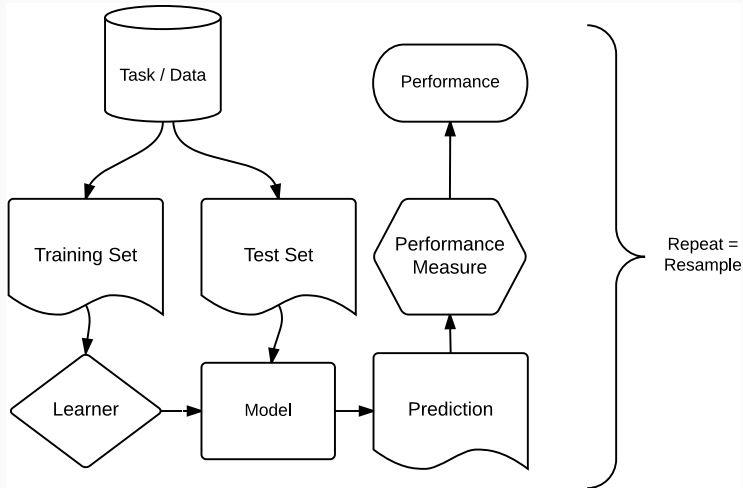 Task / Data
Performance
Training Set
Test Set
Performance
Measure
Repeat =
Resample
Learner
Model
Prediction